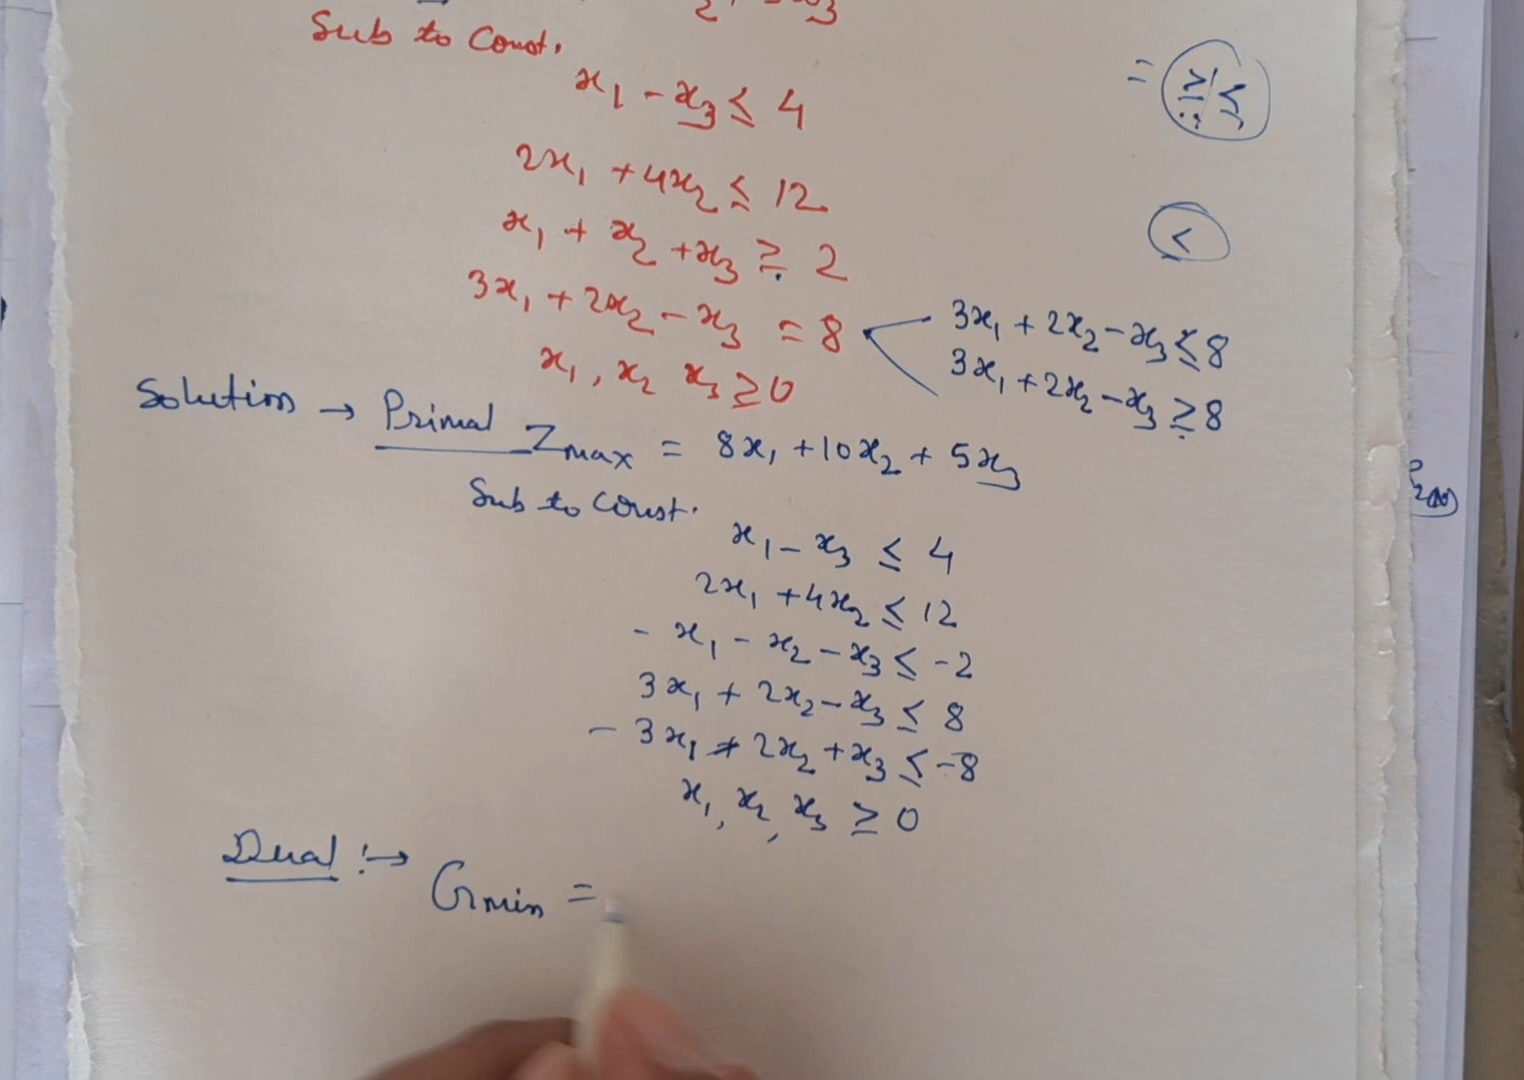 Sub to Const.
x₁ - x₃ ≤ 4
= ≥/≤
2x₁ + 4x₂ ≤ 12
<
x₁ + x₂ + x₃ ≥ 2
3x₁ + 2x₂ - x₃ = 8
3x₁ + 2x₂ - x₃ ≤ 8
3x₁ + 2x₂ - x₃ ≥ 8
x₁, x₂ x₃ ≥ 0
Solution → Primal Zmax = 8x₁ + 10x₂ + 5x₃
Sub to Const.
x₁ - x₃ ≤ 4
2x₁ + 4x₂ ≤ 12
- x₁ - x₂ - x₃ ≤ -2
3x₁ + 2x₂ - x₃ ≤ 8
- 3x₁ - 2x₂ + x₃ ≤ -8
x₁, x₂, x₃ ≥ 0
Dual :→ Gmin =